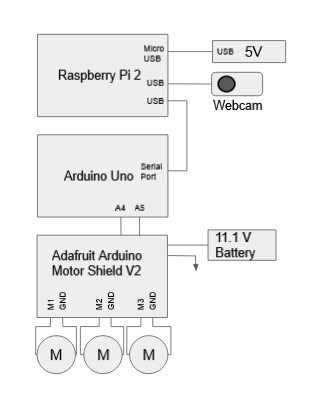 Micro
USB
USB 5V
Raspberry Pi 2
USB
USB
Webcam
Arduino Uno
Serial
Port
A4 A5
11.1 V
Battery
Adafruit Arduino
Motor Shield V2
M1 GND M2 GND M3 GND
M M M